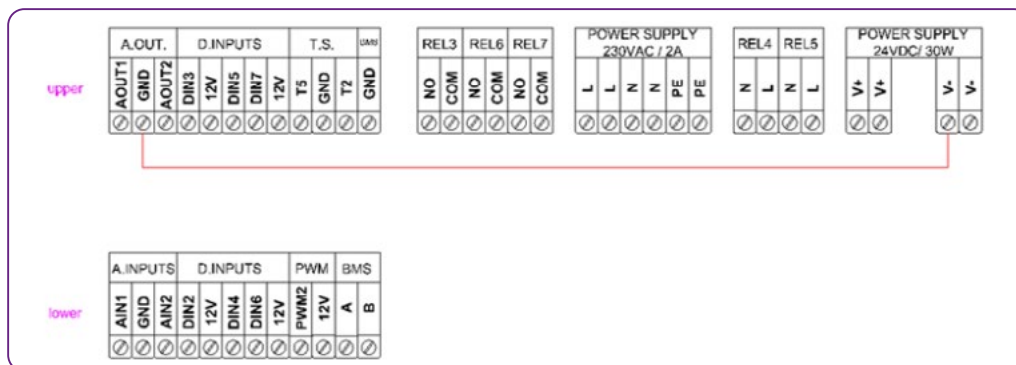 A.OUT. D.INPUTS T.S. BMS REL3 REL6 REL7 POWER SUPPLY REL4 REL5 POWER SUPPLY
230VAC / 2A 24VDC/ 30W
upper AOUT1 GND AOUT2 DIN3 12V DIN5 DIN7 12V T5 GND T2 GND NO COM NO COM NO COM L L N N PE PE N L N L V+ V+ V- V-
A.INPUTS D.INPUTS PWM BMS
lower AIN1 GND AIN2 DIN2 12V DIN4 DIN6 12V PWM2 12V A B